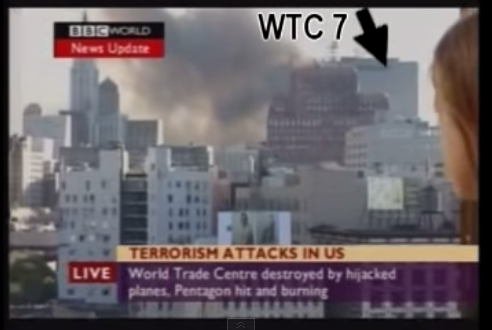 WTC 7
BBC WORLD
News Update
TERRORISM ATTACKS IN US
LIVE
World Trade Centre destroyed by hijacked
planes, Pentagon hit and burning